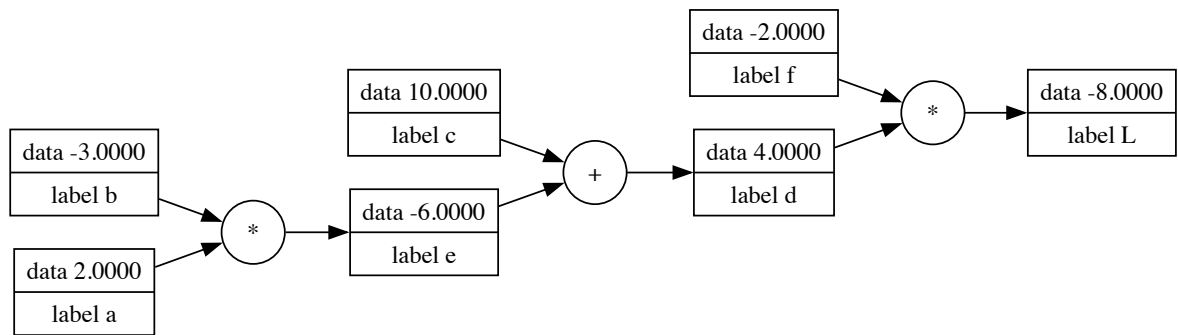 data -2.0000
label f
data 10.0000
label c
*
data -8.0000
label L
data -3.0000
label b
+
data 4.0000
label d
*
data -6.0000
label e
data 2.0000
label a